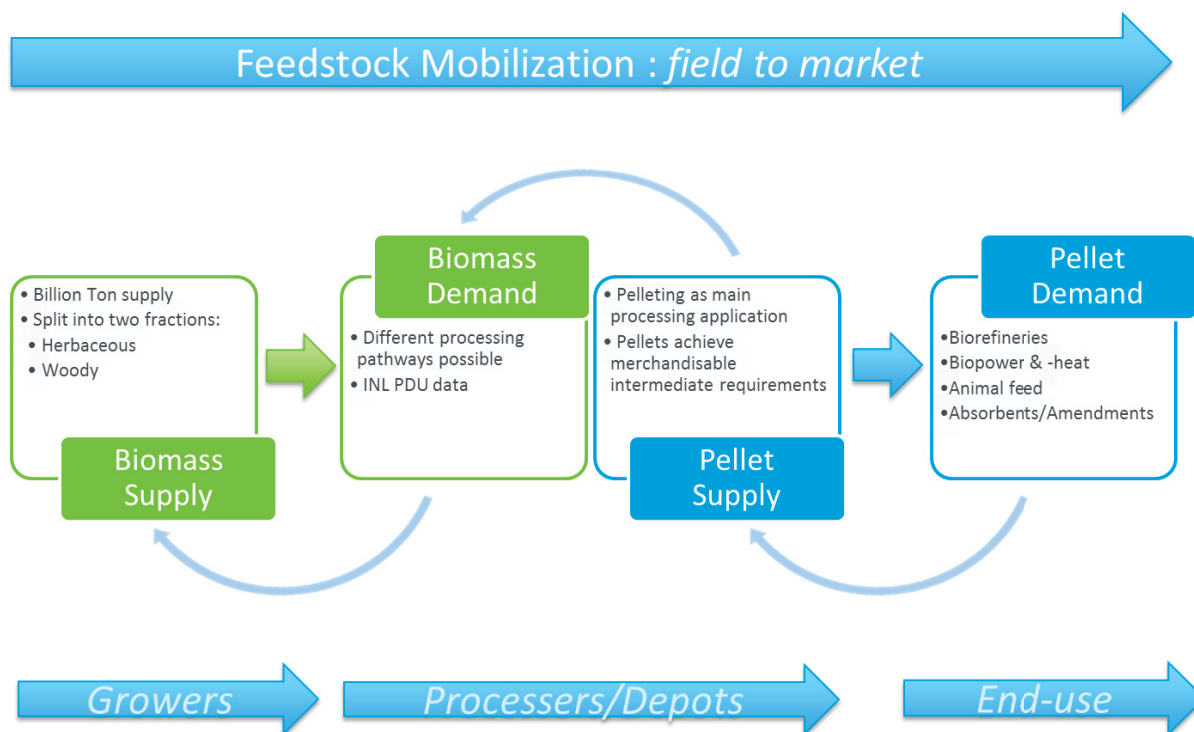 Feedstock Mobilization : field to market
• Billion Ton supply
• Split into two fractions:
• Herbaceous
• Woody
Biomass
Supply
Biomass
Demand
• Different processing
pathways possible
• INL PDU data
• Pelleting as main
processing application
• Pellets achieve
merchandisable
intermediate requirements
Pellet
Supply
Pellet
Demand
•Biorefineries
•Biopower & -heat
•Animal feed
•Absorbents/Amendments
Growers
Processers/Depots
End-use